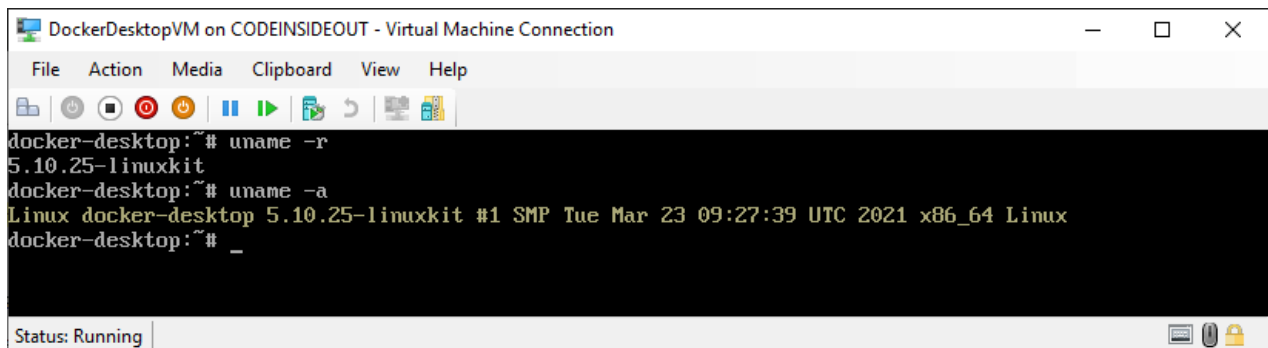 DockerDesktopVM on CODEINSIDEOUT - Virtual Machine Connection
File Action Media Clipboard View Help
docker-desktop:~# uname -r
5.10.25-linuxkit
docker-desktop:~# uname -a
Linux docker-desktop 5.10.25-linuxkit #1 SMP Tue Mar 23 09:27:39 UTC 2021 x86_64 Linux
docker-desktop:~# _
Status: Running